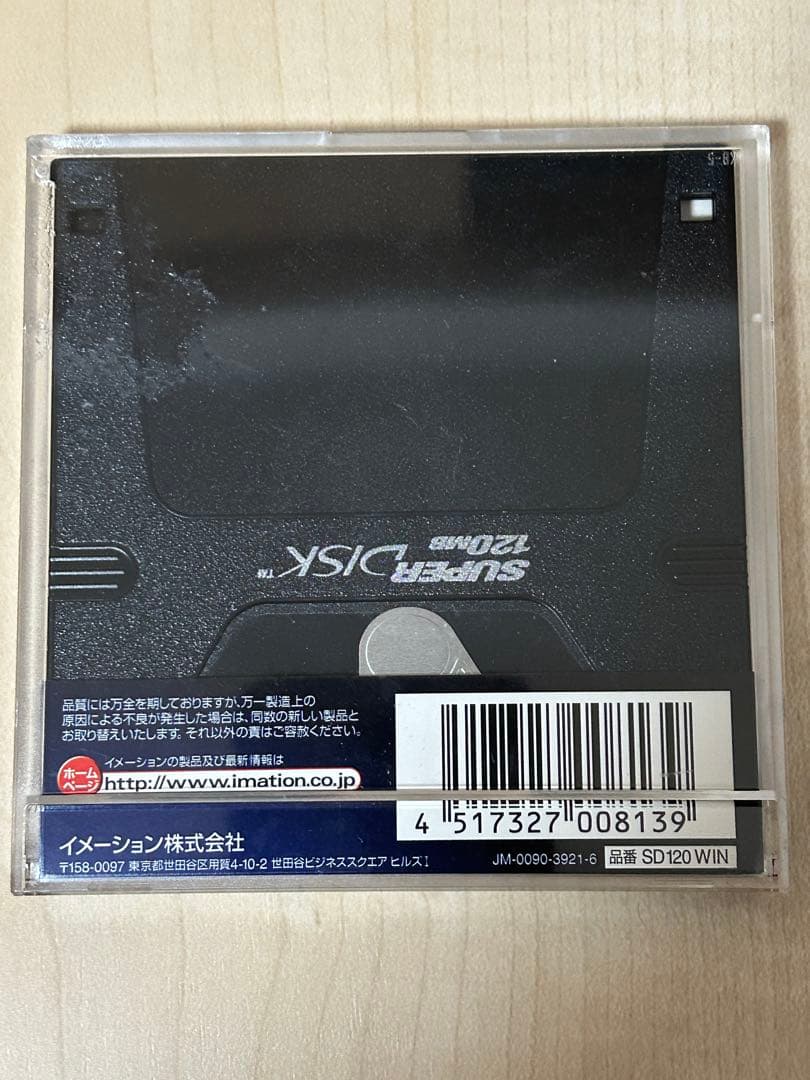 KB-5
SUPER
DISK™
120MB
品質には万全を期しておりますが、万一製造上の
原因による不良が発生した場合は、同数の新しい製品と
お取り替えいたします。それ以外の責はご容赦ください。
イメーションの製品及び最新情報は
ホーム
ページ
http://www.imation.co.jp
4 517327 008139
イメーション株式会社
〒158-0097 東京都世田谷区用賀4-10-2 世田谷ビジネススクエア ヒルズI
JM-0090-3921-6 品番 SD120 WIN